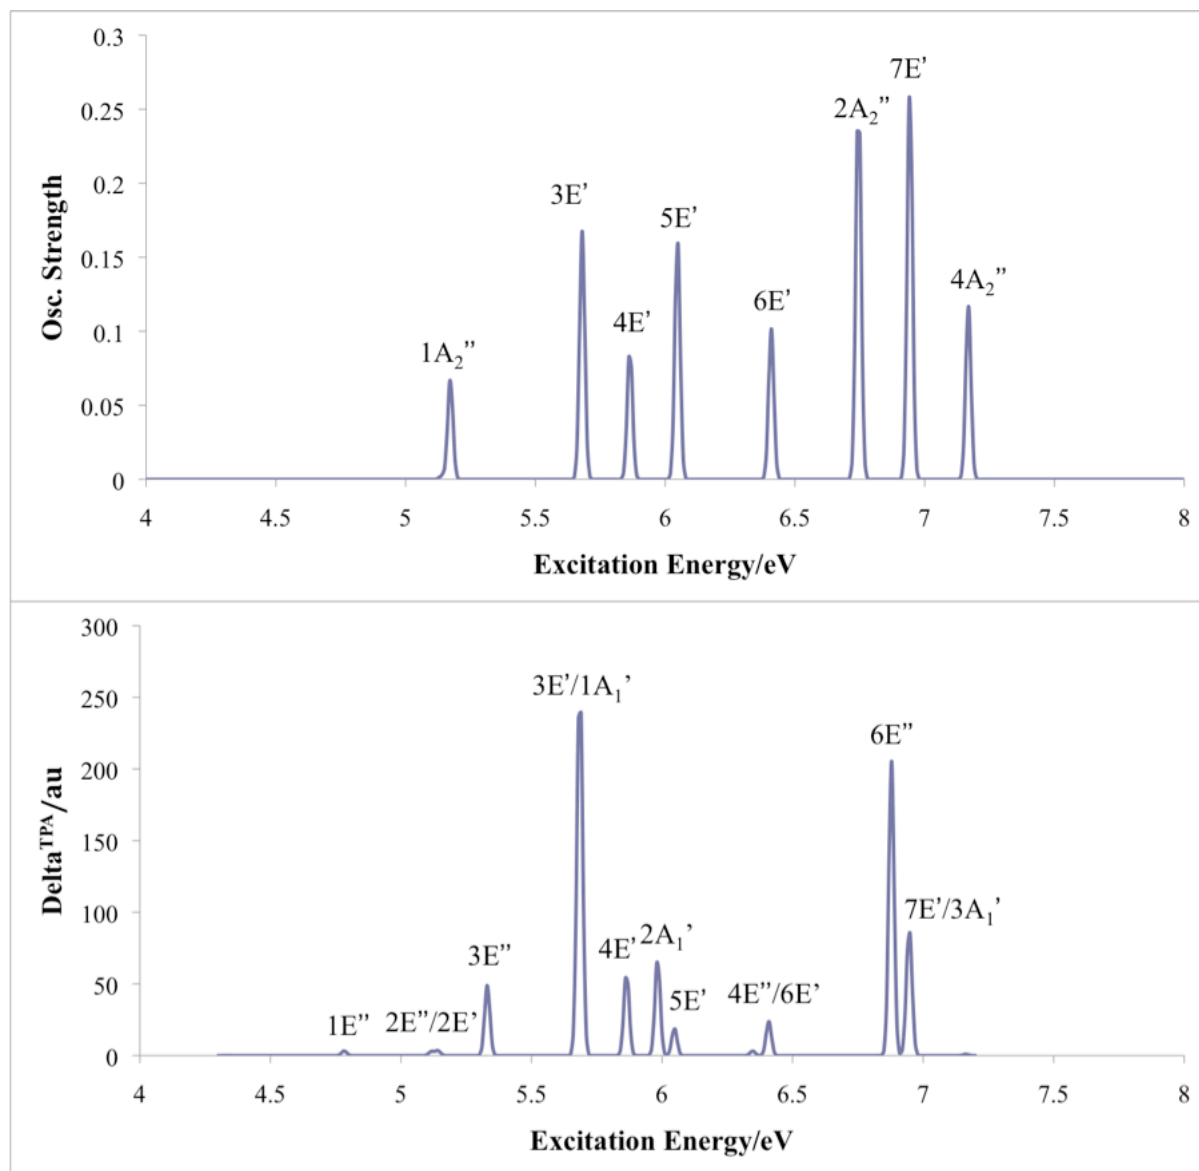 0.3
0.25
0.2
0.15
0.1
0.05
0
Osc. Strength
1A₂”
3E’
4E’
5E’
6E’
2A₂”
7E’
4A₂”
4 4.5 5 5.5 6 6.5 7 7.5 8
Excitation Energy/eV
300
250
200
150
100
50
0
Delta^TPA/au
1E”
2E”/2E’
3E”
3E’/1A₁’
4E’
2A₁’
5E’
4E”/6E’
6E”
7E’/3A₁’
4 4.5 5 5.5 6 6.5 7 7.5 8
Excitation Energy/eV